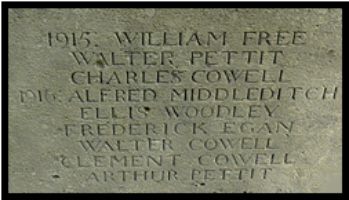 1915. WILLIAM FREE
WALTER PETTIT
CHARLES COWELL
1916. ALFRED MIDDLEDITCH
ELLIS WOODLEY
FREDERICK EGAN
WALTER COWELL
CLEMENT COWELL
ARTHUR PETTIT